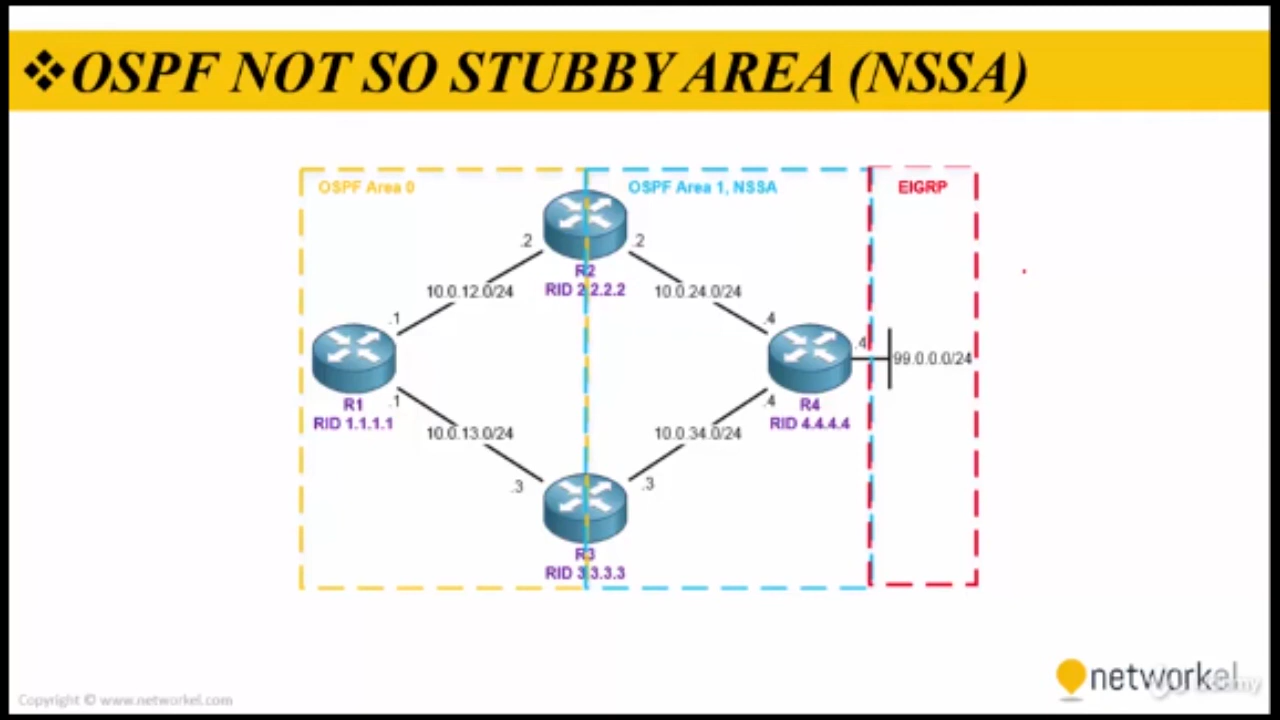 ❖OSPF NOT SO STUBBY AREA (NSSA)
OSPF Area 0
OSPF Area 1, NSSA
EIGRP
.2
R2
RID 2.2.2.2
.2
10.0.12.0/24
10.0.24.0/24
.1
R1
RID 1.1.1.1
.1
.4
.4
99.0.0.0/24
R4
RID 4.4.4.4
.4
10.0.13.0/24
10.0.34.0/24
.3
.3
R3
RID 3.3.3.3
networkel
Copyright © www.networkel.com